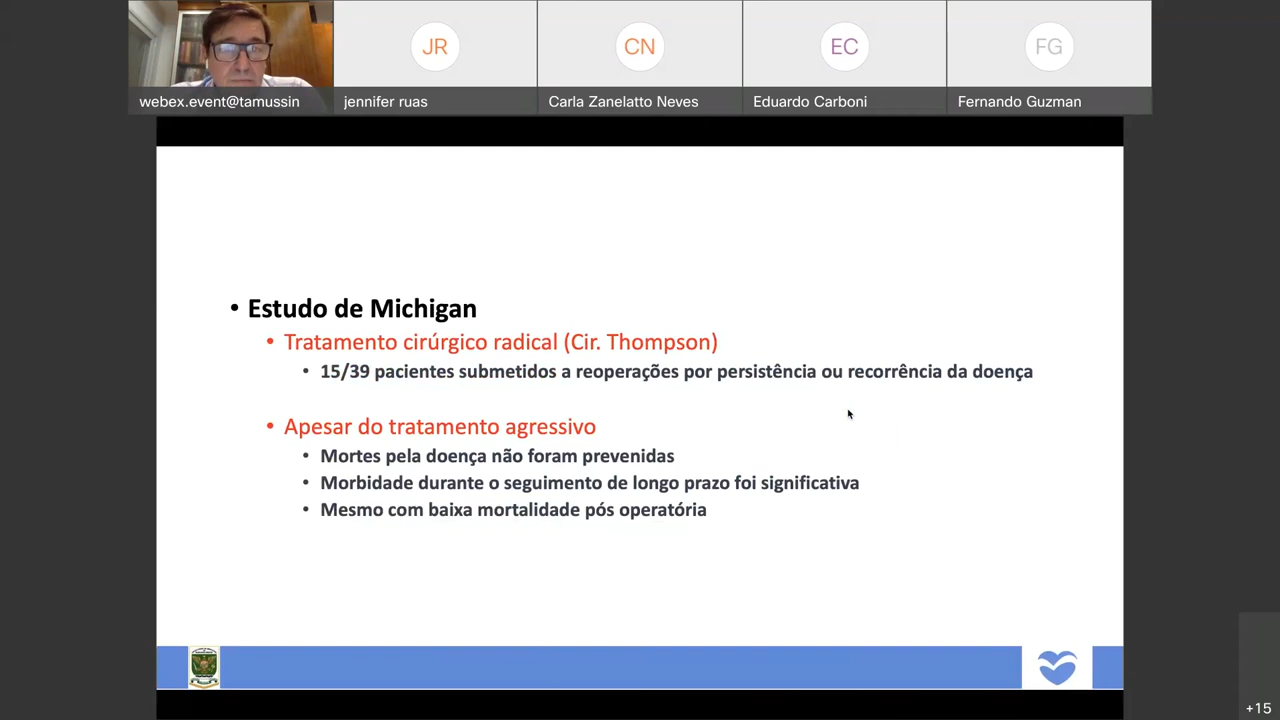 JR
CN
EC
FG
webex.event@tamussin
jennifer ruas
Carla Zanelatto Neves
Eduardo Carboni
Fernando Guzman
• Estudo de Michigan
• Tratamento cirúrgico radical (Cir. Thompson)
• 15/39 pacientes submetidos a reoperações por persistência ou recorrência da doença
• Apesar do tratamento agressivo
• Mortes pela doença não foram prevenidas
• Morbidade durante o seguimento de longo prazo foi significativa
• Mesmo com baixa mortalidade pós operatória
+15